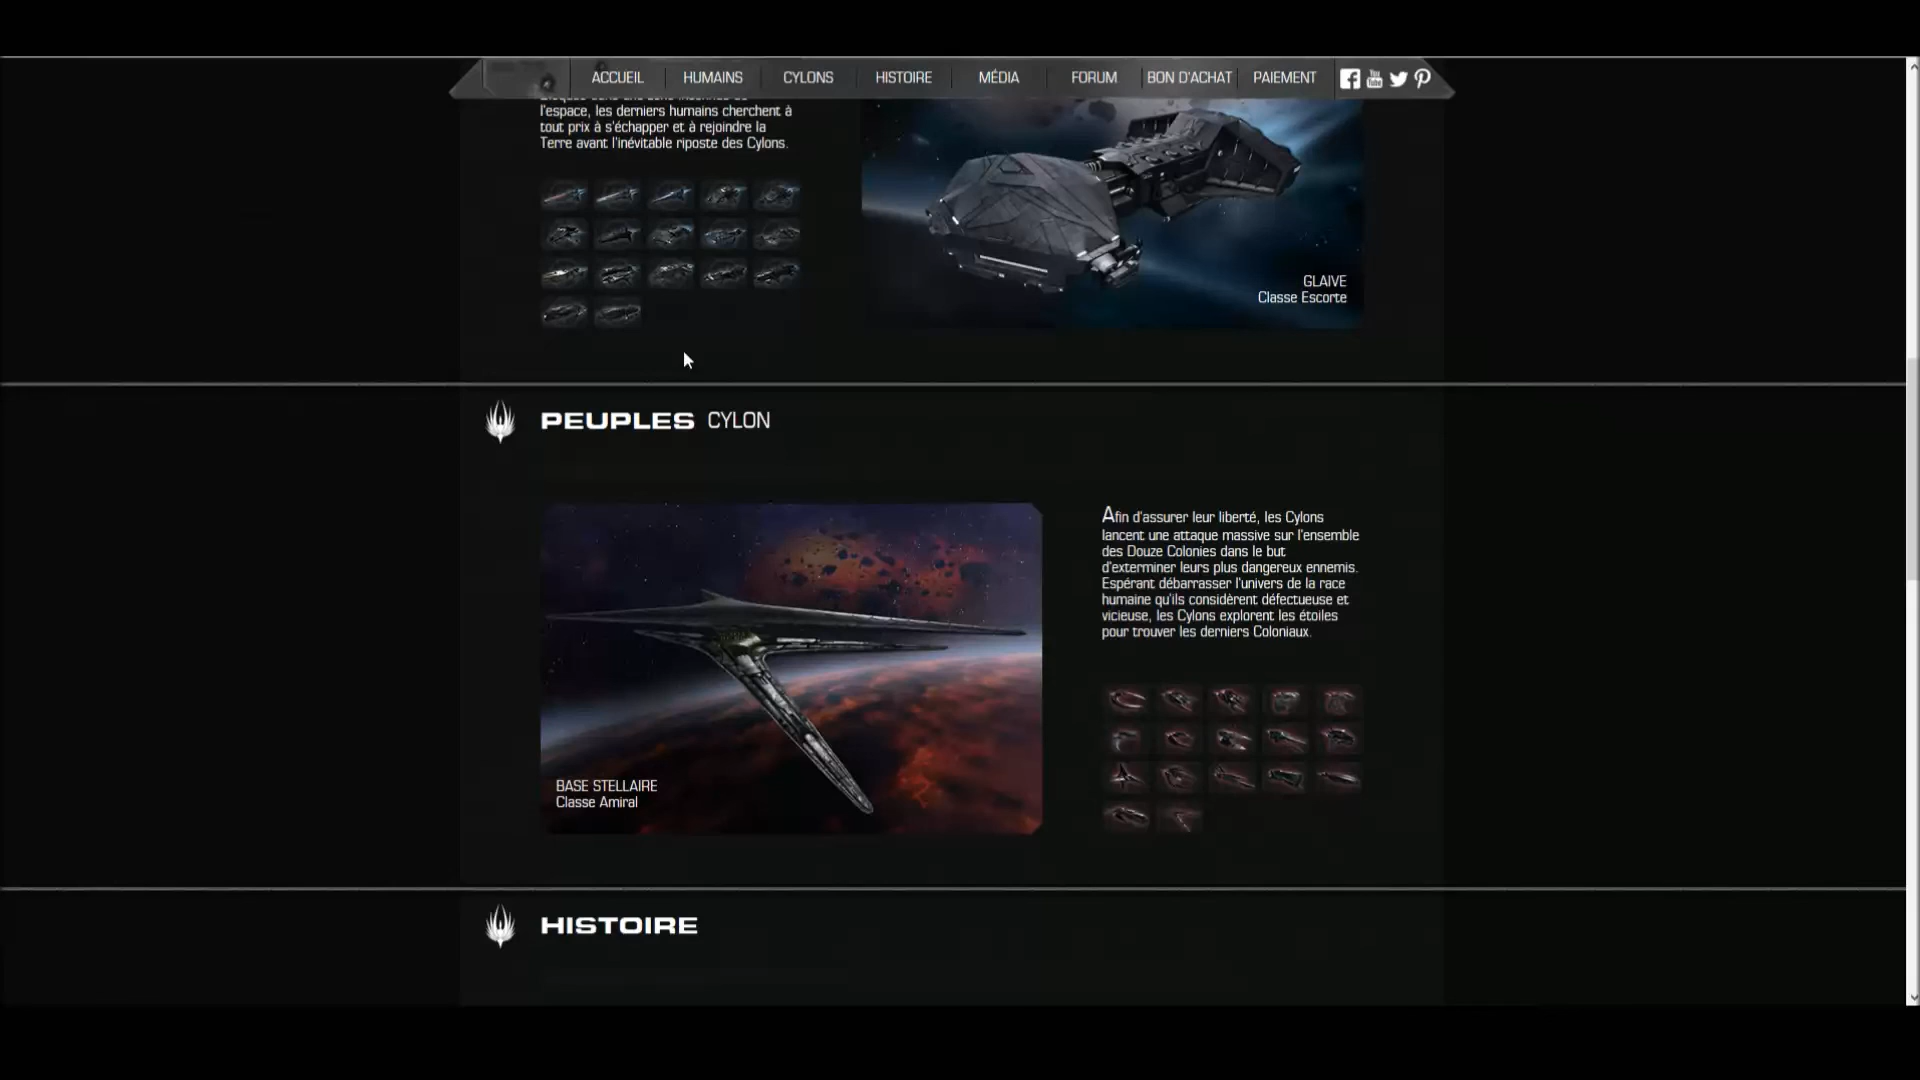 ACCUEIL HUMAINS CYLONS HISTOIRE MÉDIA FORUM BON D'ACHAT PAIEMENT
l'espace, les derniers humains cherchent à
tout prix à s'échapper et à rejoindre la
Terre avant l'inévitable riposte des Cylons.
GLAIVE
Classe Escorte
PEUPLES CYLON
BASE STELLAIRE
Classe Amiral
Afin d'assurer leur liberté, les Cylons
lancent une attaque massive sur l'ensemble
des Douze Colonies dans le but
d'exterminer leurs plus dangereux ennemis.
Espérant débarrasser l'univers de la race
humaine qu'ils considèrent défectueuse et
vicieuse, les Cylons explorent les étoiles
pour trouver les derniers Coloniaux.
HISTOIRE